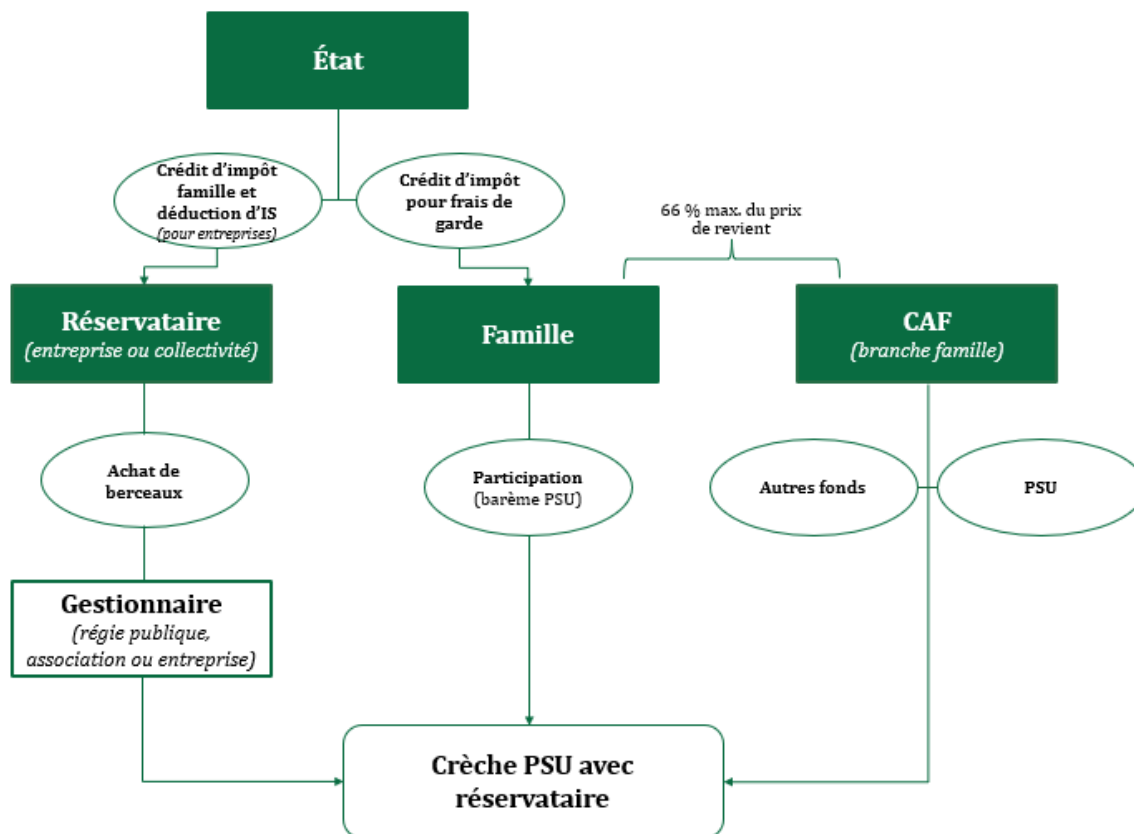 État
Crédit d’impôt
famille et
déduction d’IS
(pour entreprises)
Crédit d’impôt
pour frais de
garde
66 % max. du prix
de revient
Réservataire
(entreprise ou collectivité)
Famille
CAF
(branche famille)
Achat de
berceaux
Participation
(barème PSU)
Autres fonds
PSU
Gestionnaire
(régie publique,
association ou entreprise)
Crèche PSU avec
réservataire